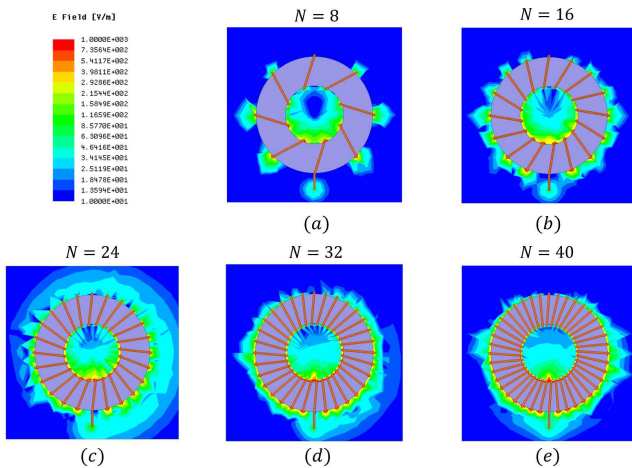 E Field [V/m]
1.0000E+003
7.3564E+002
5.4117E+002
3.9811E+002
2.9286E+002
2.1544E+002
1.5849E+002
1.1659E+002
8.5770E+001
6.3096E+001
4.6416E+001
3.4145E+001
2.5119E+001
1.8478E+001
1.3594E+001
1.0000E+001
N = 8
N = 16
(a)
(b)
N = 24
N = 32
N = 40
(c)
(d)
(e)